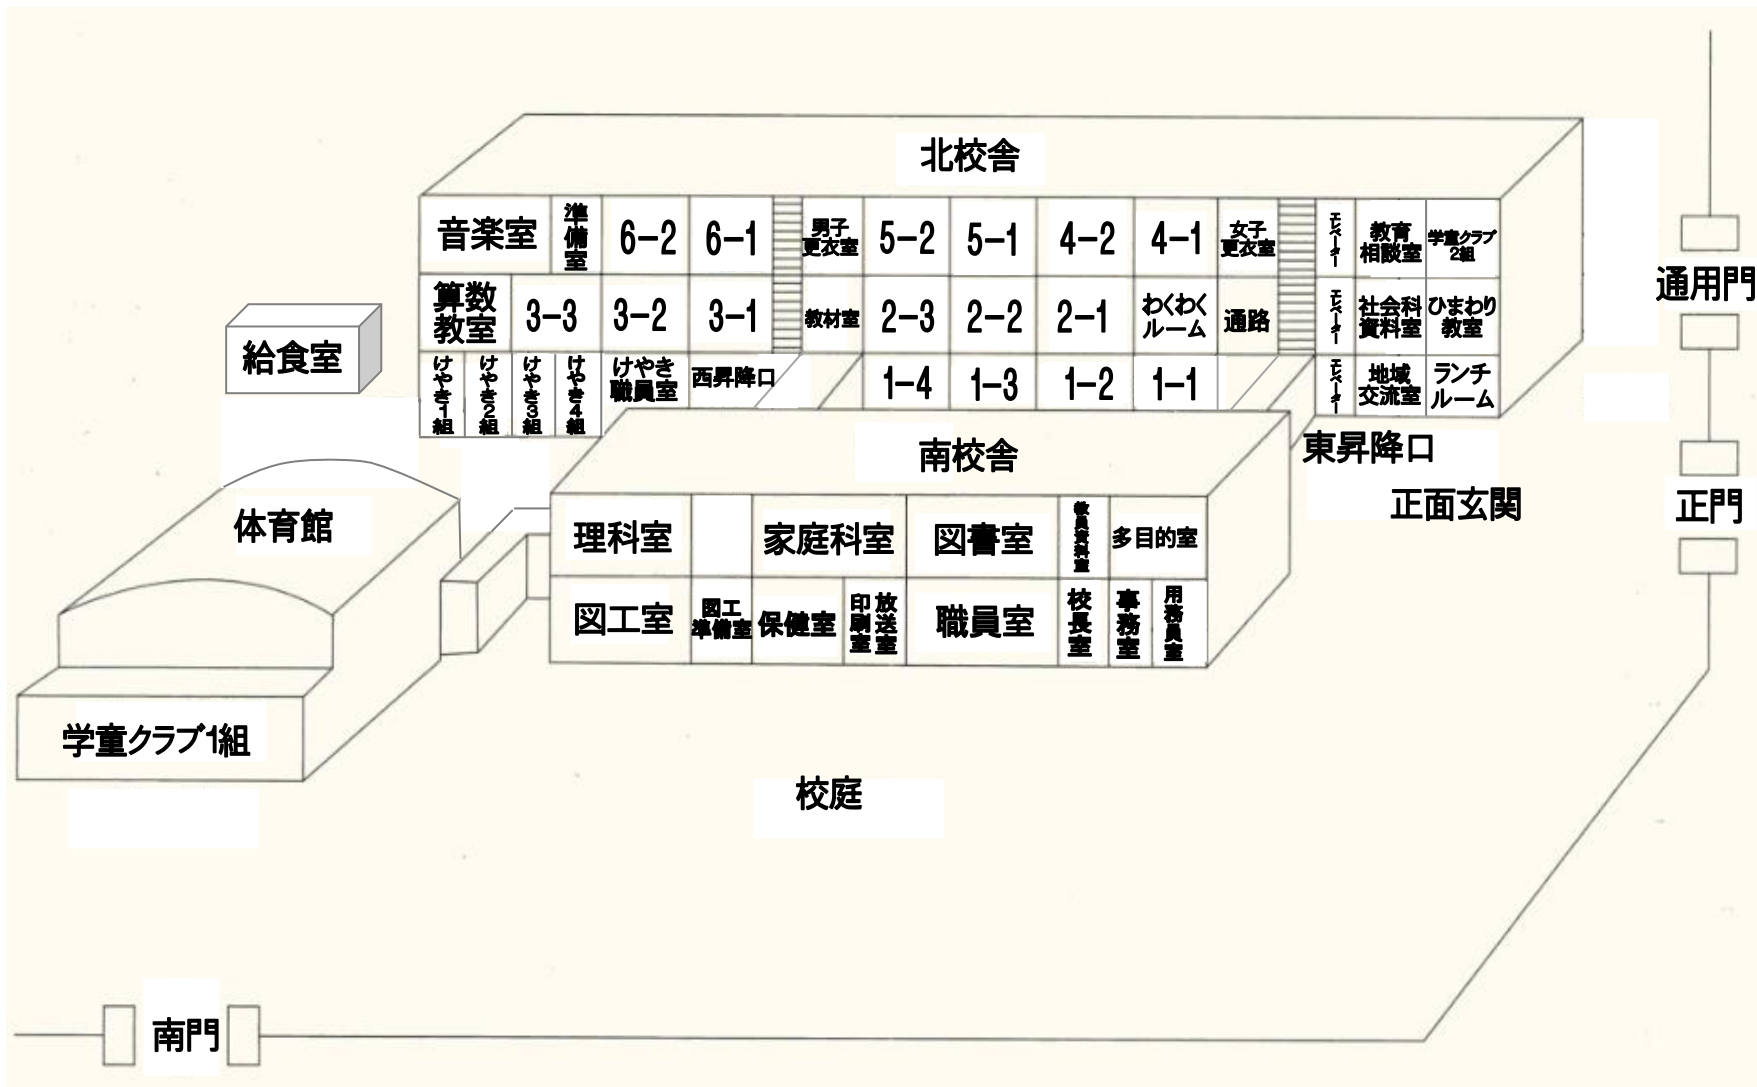 北校舎
音楽室
準備室
6−2
6−1
男子
更衣室
5−2
5−1
4−2
4−1
女子
更衣室
エレベーター
教育
相談室
学童クラブ
2組
算数
教室
3−3
3−2
3−1
教材室
2−3
2−2
2−1
わくわく
ルーム
通路
エレベーター
社会科
資料室
ひまわり
教室
けやき1組
けやき2組
けやき3組
けやき4組
けやき
職員室
西昇降口
1−4
1−3
1−2
1−1
エレベーター
地域
交流室
ランチ
ルーム
給食室
通用門
東昇降口
正面玄関
正門
南校舎
理科室
家庭科室
図書室
教員資料室
多目的室
図工室
図工
準備室
保健室
印刷室
放送室
職員室
校長室
事務室
用務員室
体育館
学童クラブ1組
校庭
南門